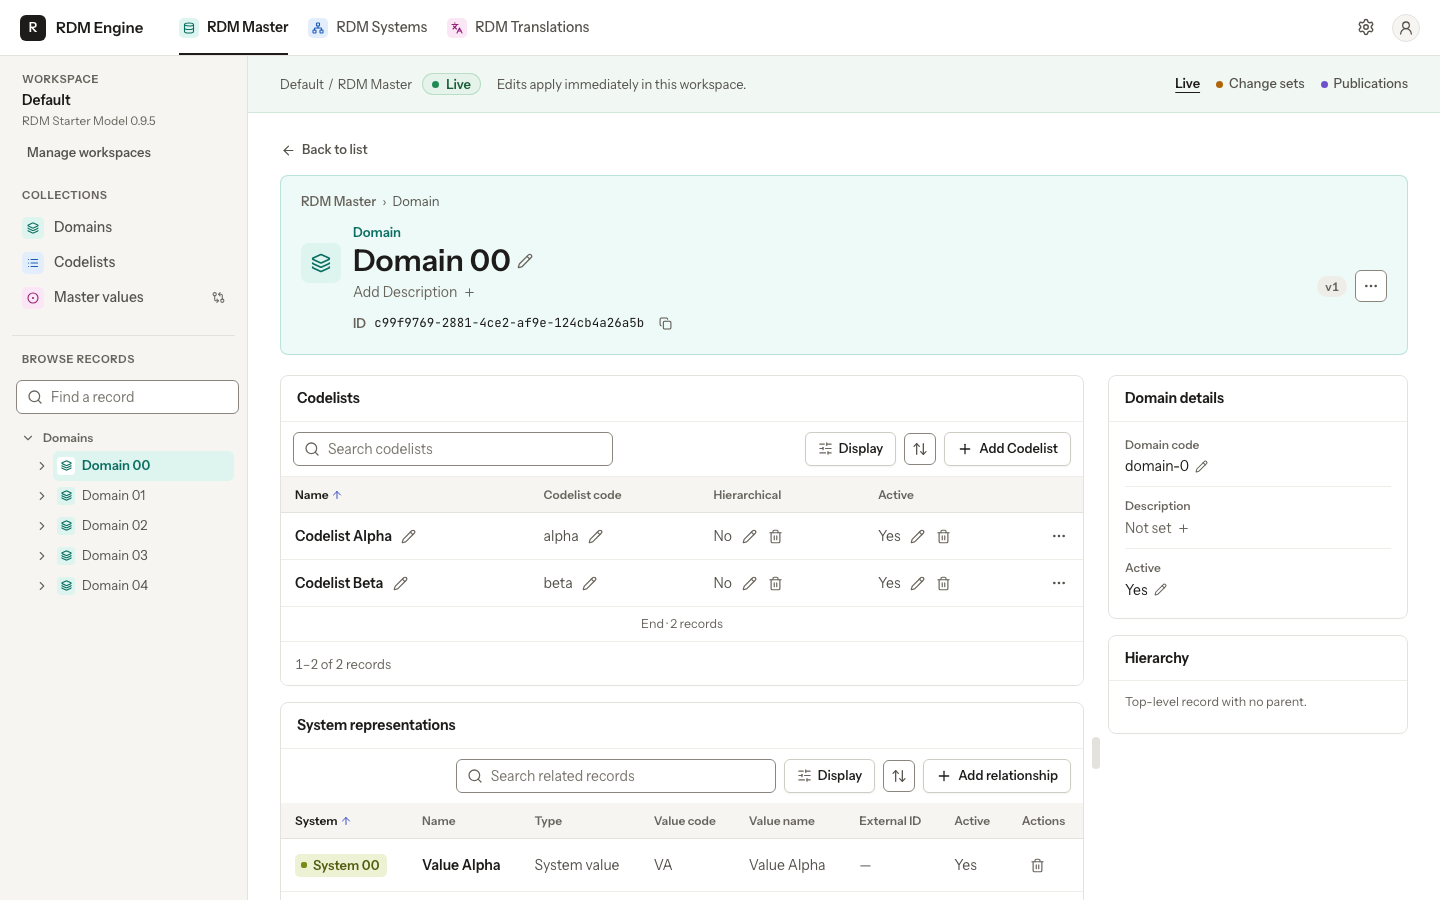 R RDM Engine RDM Master RDM Systems RDM Translations
WORKSPACE
Default
RDM Starter Model 0.9.5
Manage workspaces
COLLECTIONS
Domains
Codelists
Master values
BROWSE RECORDS
Find a record
Domains
Domain 00
Domain 01
Domain 02
Domain 03
Domain 04
Default / RDM Master Live Edits apply immediately in this workspace. Live Change sets Publications
Back to list
RDM Master › Domain
Domain
Domain 00
Add Description +
v1
ID c99f9769-2881-4ce2-af9e-124cb4a26a5b
Codelists
Search codelists Display + Add Codelist
Name ↑ Codelist code Hierarchical Active
Codelist Alpha alpha No Yes
Codelist Beta beta No Yes
End · 2 records
1–2 of 2 records
System representations
Search related records Display + Add relationship
System ↑ Name Type Value code Value name External ID Active Actions
System 00 Value Alpha System value VA Value Alpha — Yes
Domain details
Domain code
domain-0
Description
Not set +
Active
Yes
Hierarchy
Top-level record with no parent.